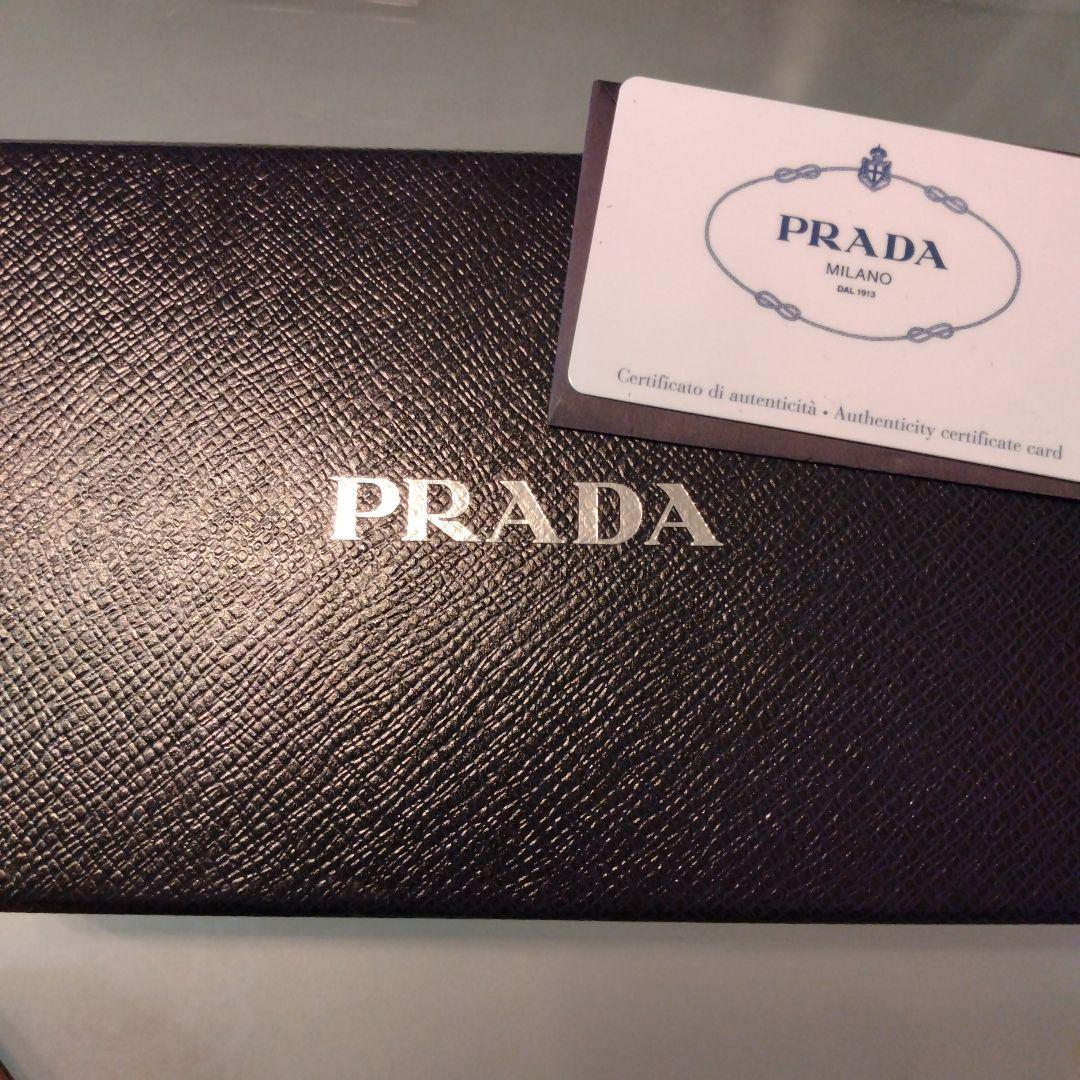 PRADA
MILANO
DAL 1913
Certificato di autenticità • Authenticity certificate card
PRADA